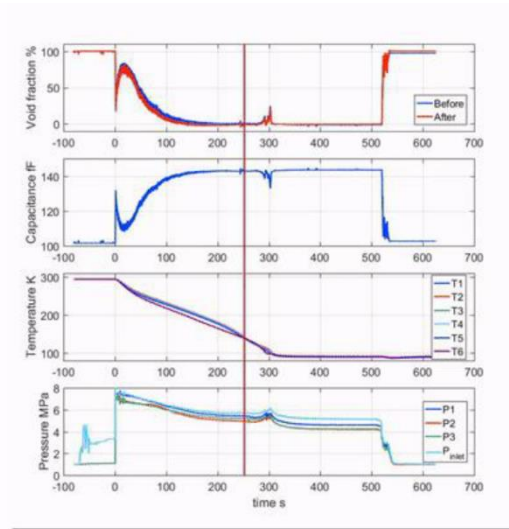 Void fraction %
100
50
0
-100 0 100 200 300 400 500 600 700
Before
After
Capacitance fF
140
120
100
-100 0 100 200 300 400 500 600 700
Temperature K
300
200
100
-100 0 100 200 300 400 500 600 700
T1
T2
T3
T4
T5
T6
Pressure MPa
8
6
4
2
0
-100 0 100 200 300 400 500 600 700
P1
P2
P3
P inlet
time s